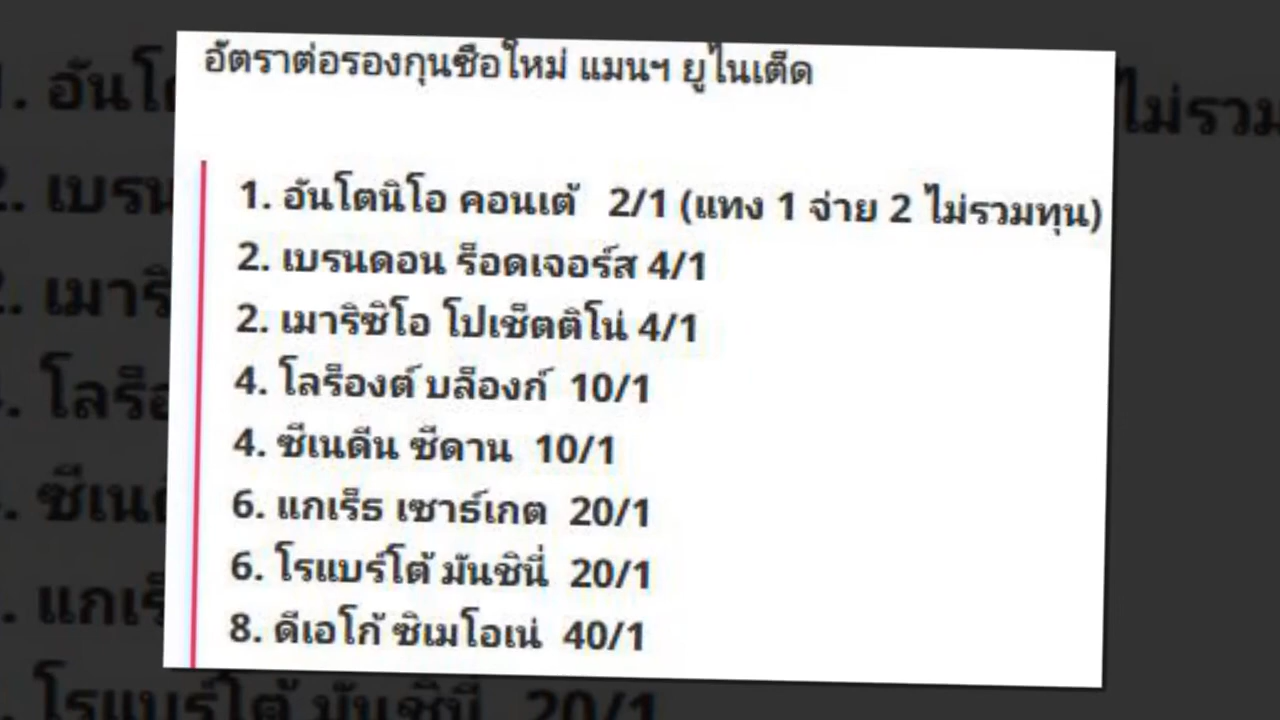 อัตราต่อรองกุนซือใหม่ แมนฯ ยูไนเต็ด
1. อันโตนิโอ คอนเต้ 2/1 (แทง 1 จ่าย 2 ไม่รวมทุน)
2. เบรนดอน ร็อดเจอร์ส 4/1
2. เมาริซิโอ โปเช็ตติโน่ 4/1
4. โลร็องต์ บล็องก์ 10/1
4. ซีเนดีน ซีดาน 10/1
6. แกเร็ธ เซาธ์เกต 20/1
6. โรแบร์โต้ มันชินี่ 20/1
8. ดีเอโก้ ซิเมโอเน่ 40/1